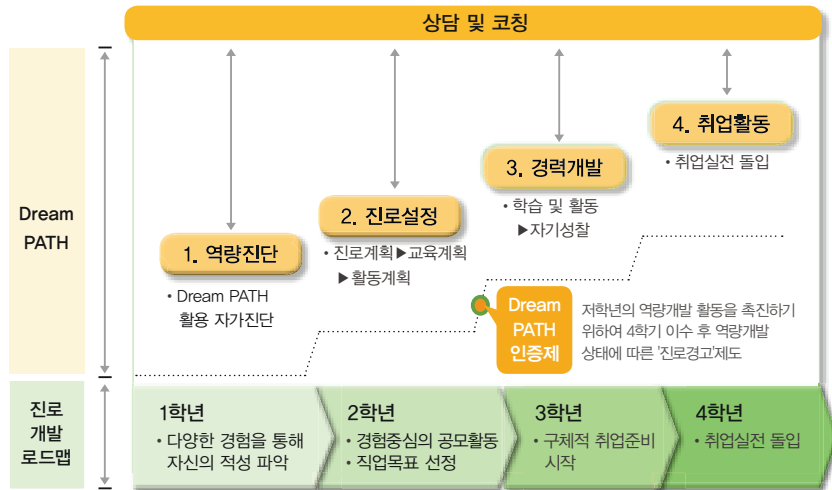 상담 및 코칭
Dream
PATH
1. 역량진단
• Dream PATH
활용 자가진단
2. 진로설정
• 진로계획▶교육계획
▶활동계획
3. 경력개발
• 학습 및 활동
▶자기성찰
4. 취업활동
• 취업실전 돌입
Dream
PATH
인증제
저학년의 역량개발 활동을 촉진하기
위하여 4학기 이수 후 역량개발
상태에 따른 '진로경고'제도
진로
개발
로드맵
1학년
• 다양한 경험을 통해
자신의 적성 파악
2학년
• 경험중심의 공모활동
• 직업목표 선정
3학년
• 구체적 취업준비
시작
4학년
• 취업실전 돌입